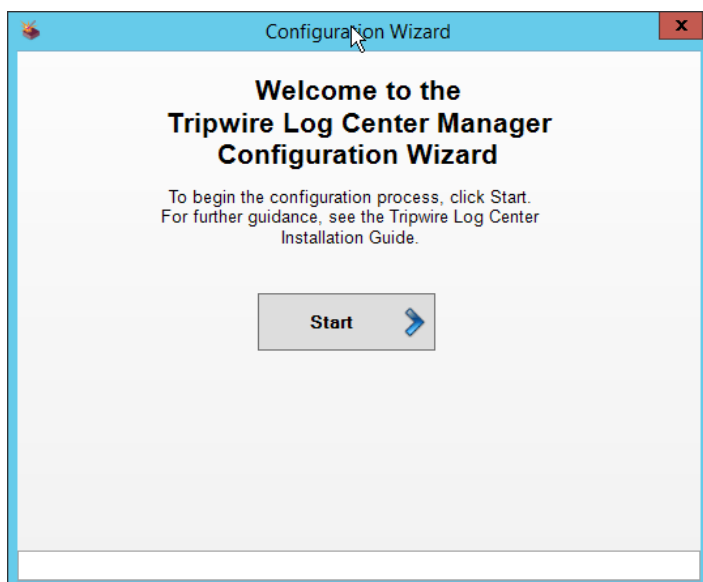 Configuration Wizard
x
Welcome to the
Tripwire Log Center Manager
Configuration Wizard
To begin the configuration process, click Start.
For further guidance, see the Tripwire Log Center
Installation Guide.
Start